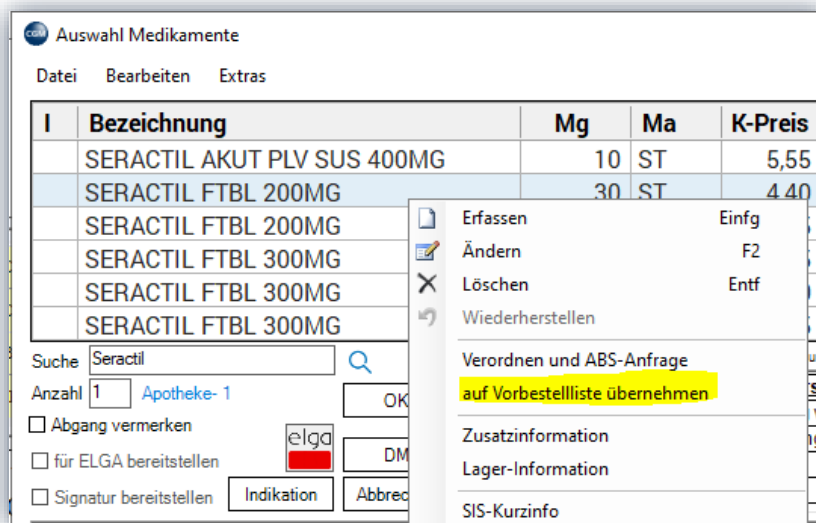 CGM Auswahl Medikamente
Datei Bearbeiten Extras
I Bezeichnung Mg Ma K-Preis
SERACTIL AKUT PLV SUS 400MG 10 ST 5,55
SERACTIL FTBL 200MG 30 ST 4,40
SERACTIL FTBL 200MG
SERACTIL FTBL 300MG
SERACTIL FTBL 300MG
SERACTIL FTBL 300MG
Erfassen Einfg
Ändern F2
Löschen Entf
Wiederherstellen
Verordnen und ABS-Anfrage
auf Vorbestellliste übernehmen
Zusatzinformation
Lager-Information
SIS-Kurzinfo
Suche Seractil
Anzahl 1 Apotheke- 1 OK
Abgang vermerken
elga
für ELGA bereitstellen DM
Signatur bereitstellen Indikation Abbrec